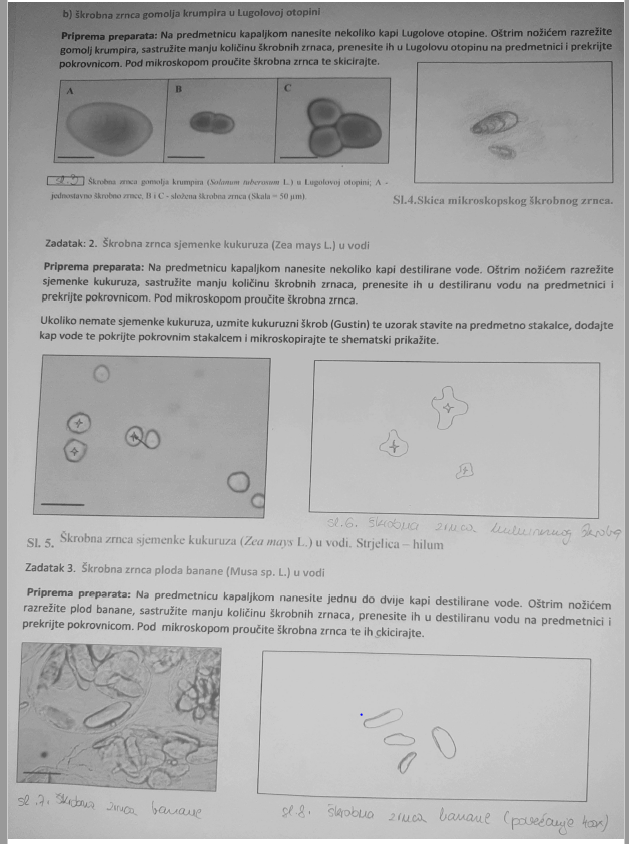 b) škrobna zrnca gomolja krumpira u Lugolovoj otopini
Priprema preparata: Na predmetnicu kapaljkom nanesite nekoliko kapi Lugolove otopine. Oštrim nožićem razrežite
gomolj krumpira, sastružite manju količinu škrobnih zrnaca, prenesite ih u Lugolovu otopinu na predmetnici i prekrijte
pokrovnicom. Pod mikroskopom proučite škrobna zrnca te skicirajte.
A B C
sl. 3 Škrobna zrnca gomolja krumpira (Solanum tuberosum L.) u Lugolovoj otopini; A -
jednostavno škrobno zrnce, B i C - složena škrobna zrnca (Skala = 50 µm).
Sl.4.Skica mikroskopskog škrobnog zrnca.
Zadatak: 2. Škrobna zrnca sjemenke kukuruza (Zea mays L.) u vodi
Priprema preparata: Na predmetnicu kapaljkom nanesite nekoliko kapi destilirane vode. Oštrim nožićem razrežite
sjemenke kukuruza, sastružite manju količinu škrobnih zrnaca, prenesite ih u destiliranu vodu na predmetnici i
prekrijte pokrovnicom. Pod mikroskopom proučite škrobna zrnca.
Ukoliko nemate sjemenke kukuruza, uzmite kukuruzni škrob (Gustin) te uzorak stavite na predmetno stakalce, dodajte
kap vode te pokrijte pokrovnim stakalcem i mikroskopirajte te shematski prikažite.
sl.6. škrobna zrnca kukuruznog škroba
Sl. 5. Škrobna zrnca sjemenke kukuruza (Zea mays L.) u vodi. Strjelica – hilum
Zadatak 3. Škrobna zrnca ploda banane (Musa sp. L.) u vodi
Priprema preparata: Na predmetnicu kapaljkom nanesite jednu do dvije kapi destilirane vode. Oštrim nožićem
razrežite plod banane, sastružite manju količinu škrobnih zrnaca, prenesite ih u destiliranu vodu na predmetnici i
prekrijte pokrovnicom. Pod mikroskopom proučite škrobna zrnca te ih ckicirajte.
sl.7. škrobna zrnca banane
sl.8. škrobna zrnca banane (povećanje 400x)